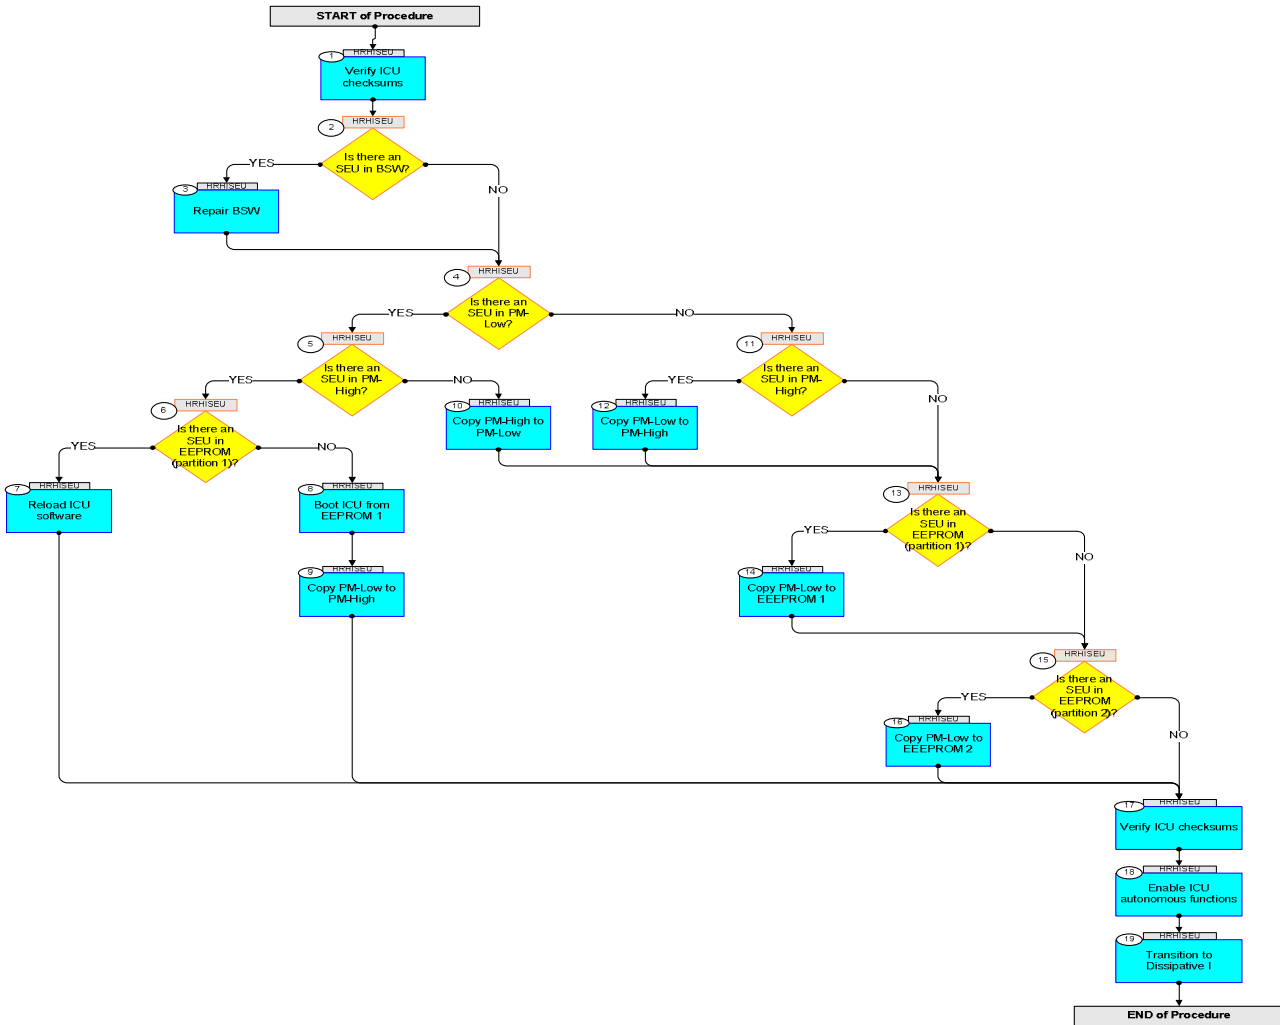 START of Procedure
HRHISEU
1
Verify ICU
checksums
HRHISEU
2
Is there an
SEU in BSW?
YES
NO
HRHISEU
3
Repair BSW
HRHISEU
4
Is there an
SEU in PM-
Low?
YES
NO
HRHISEU
5
Is there an
SEU in PM-
High?
YES
NO
HRHISEU
11
Is there an
SEU in PM-
High?
YES
NO
HRHISEU
6
Is there an
SEU in
EEPROM
(partition 1)?
YES
NO
HRHISEU
10
Copy PM-High to
PM-Low
HRHISEU
12
Copy PM-Low to
PM-High
HRHISEU
7
Reload ICU
software
HRHISEU
8
Boot ICU from
EEPROM 1
HRHISEU
9
Copy PM-Low to
PM-High
HRHISEU
13
Is there an
SEU in
EEPROM
(partition 1)?
YES
NO
HRHISEU
14
Copy PM-Low to
EEEPROM 1
HRHISEU
15
Is there an
SEU in
EEPROM
(partition 2)?
YES
NO
HRHISEU
16
Copy PM-Low to
EEEPROM 2
HRHISEU
17
Verify ICU checksums
HRHISEU
18
Enable ICU
autonomous functions
HRHISEU
19
Transition to
Dissipative I
END of Procedure